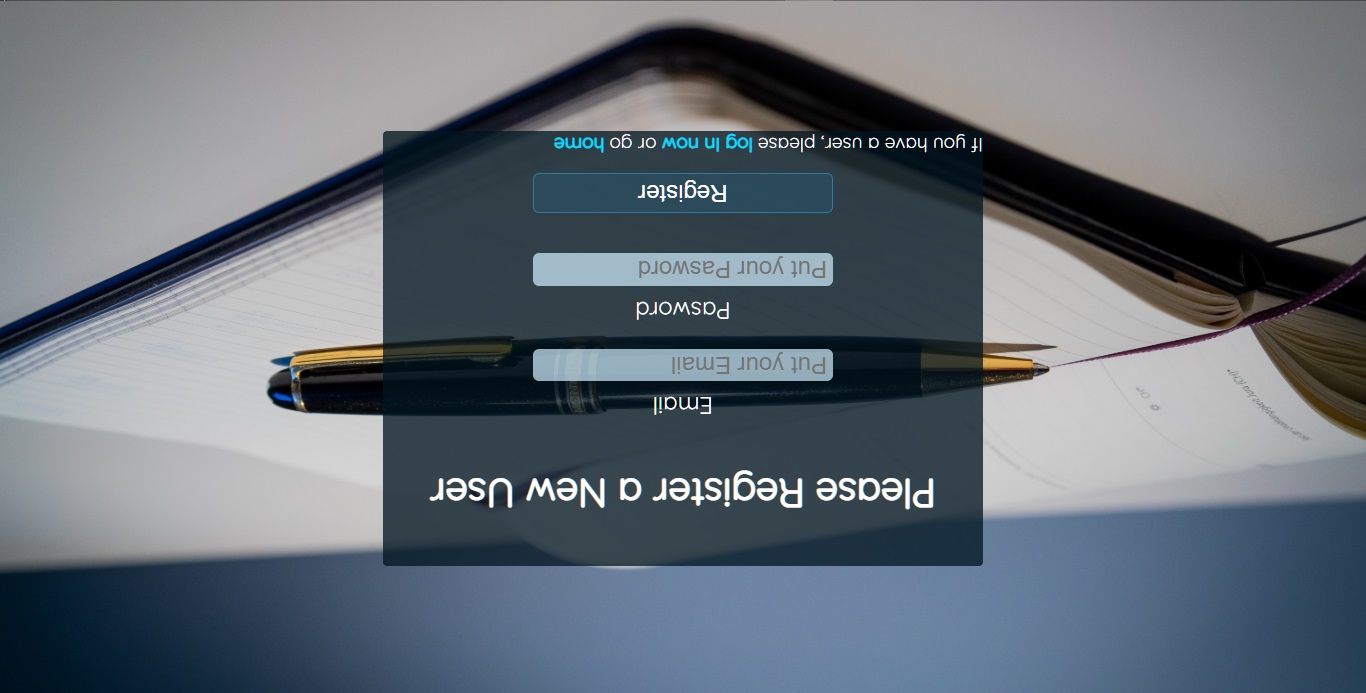 Please Register a New User
Email
Put your Email
Pasword
Put your Pasword
Register
If you have a user, please log In now or go home